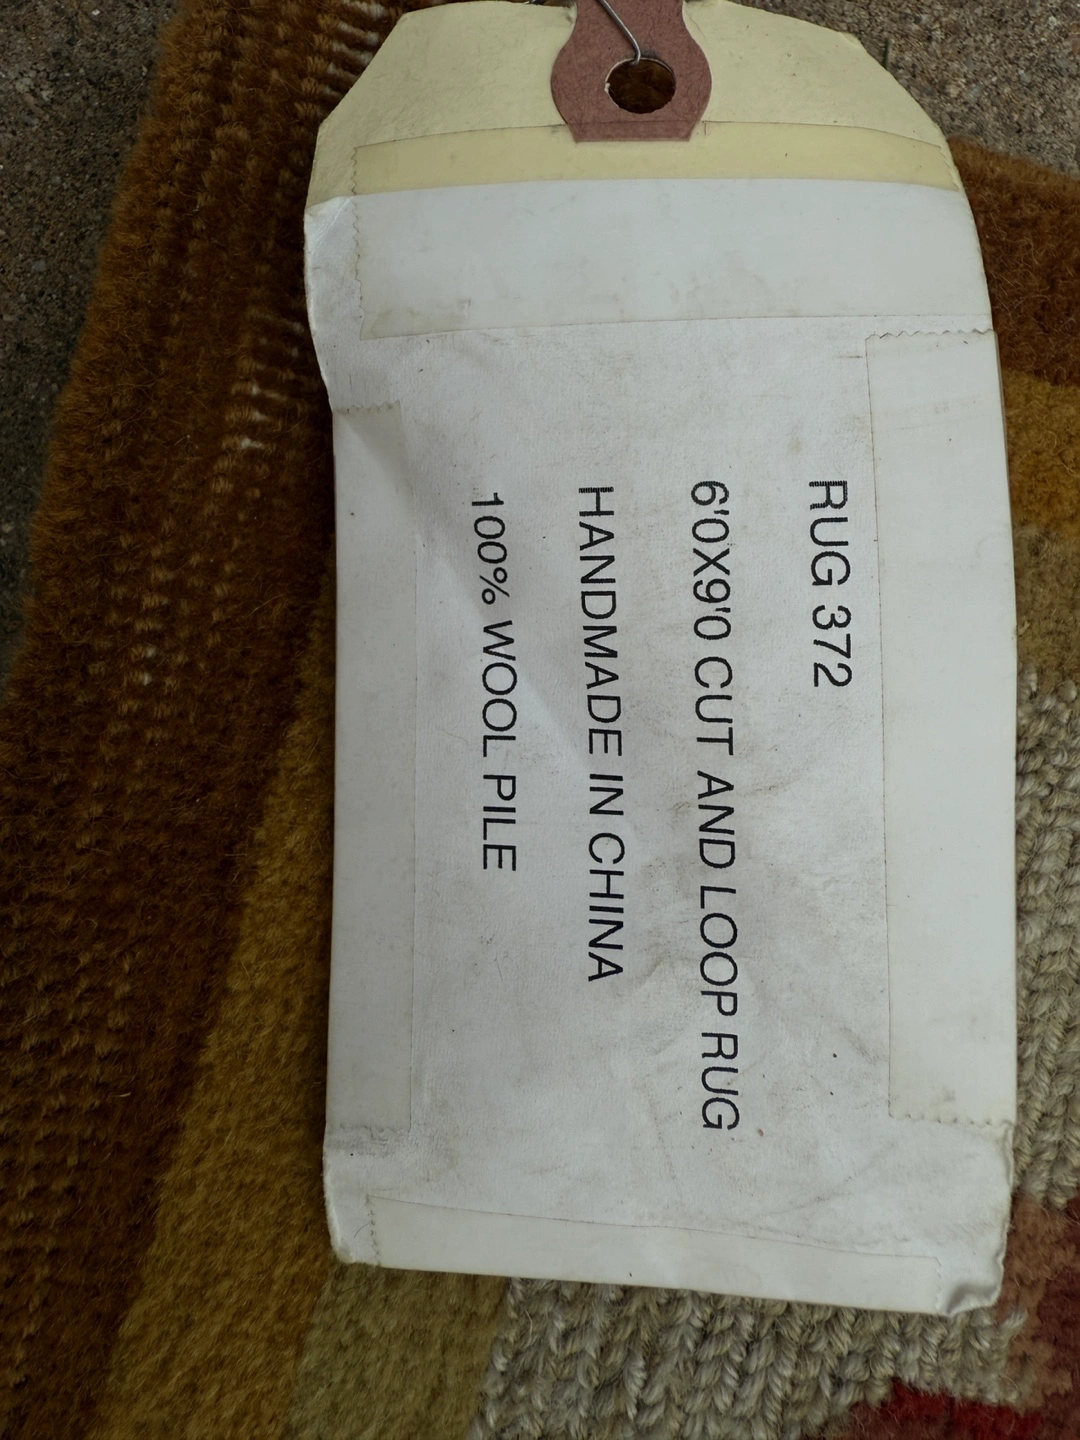 RUG 372
6'0X9'0 CUT AND LOOP RUG
HANDMADE IN CHINA
100% WOOL PILE